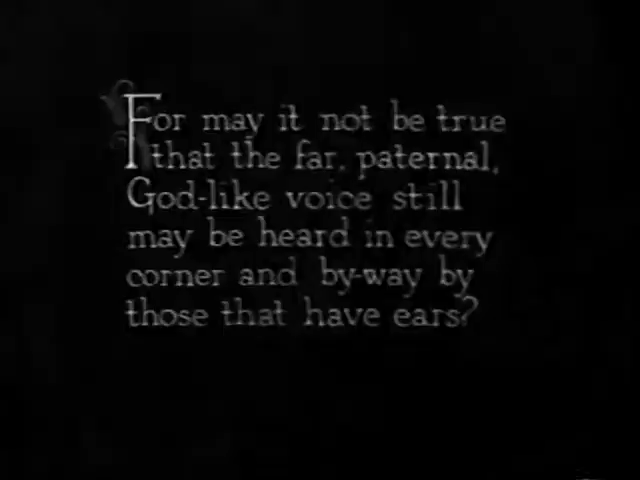 For may it not be true
that the far, paternal,
God-like voice still
may be heard in every
corner and by-way by
those that have ears?